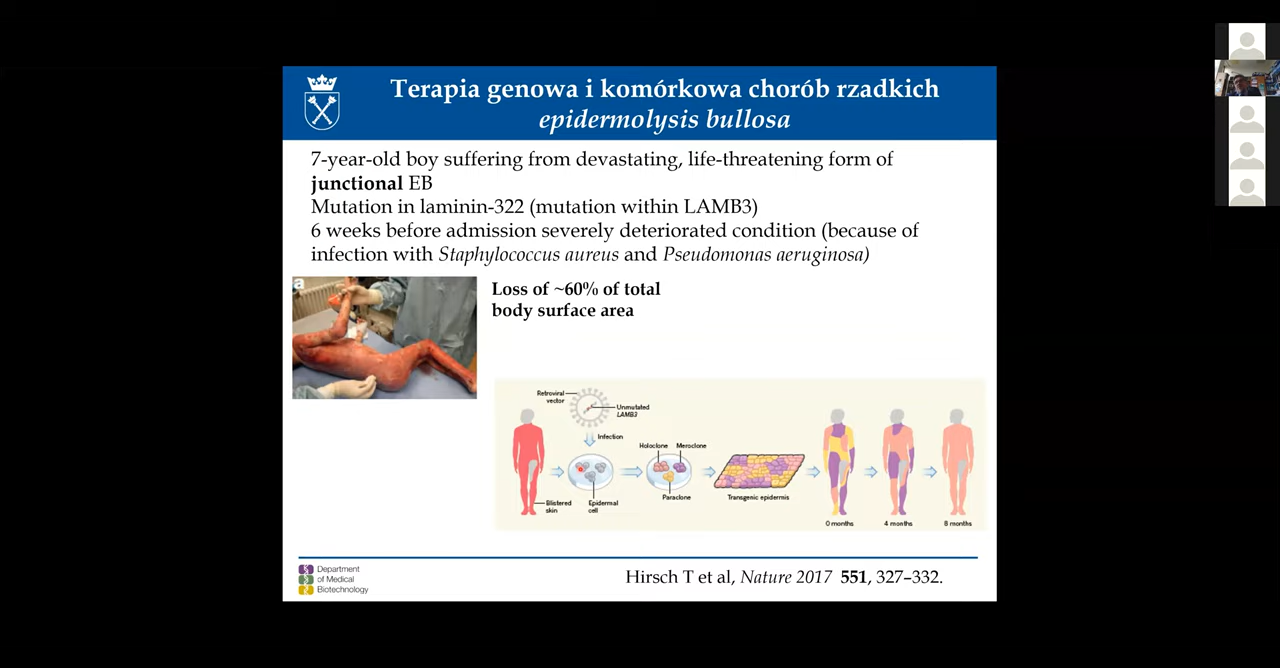 Terapia genowa i komórkowa chorób rzadkich
epidermolysis bullosa
7-year-old boy suffering from devastating, life-threatening form of
junctional EB
Mutation in laminin-322 (mutation within LAMB3)
6 weeks before admission severely deteriorated condition (because of
infection with Staphylococcus aureus and Pseudomonas aeruginosa)
a
Loss of ~60% of total
body surface area
Retroviral
vector
Unmutated
LAMB3
Infection
Holoclone
Meroclone
Paraclone
Blistered
skin
Epidermal
cell
Transgenic epidermis
0 months
4 months
8 months
Department
of Medical
Biotechnology
Hirsch T et al, Nature 2017 551, 327–332.